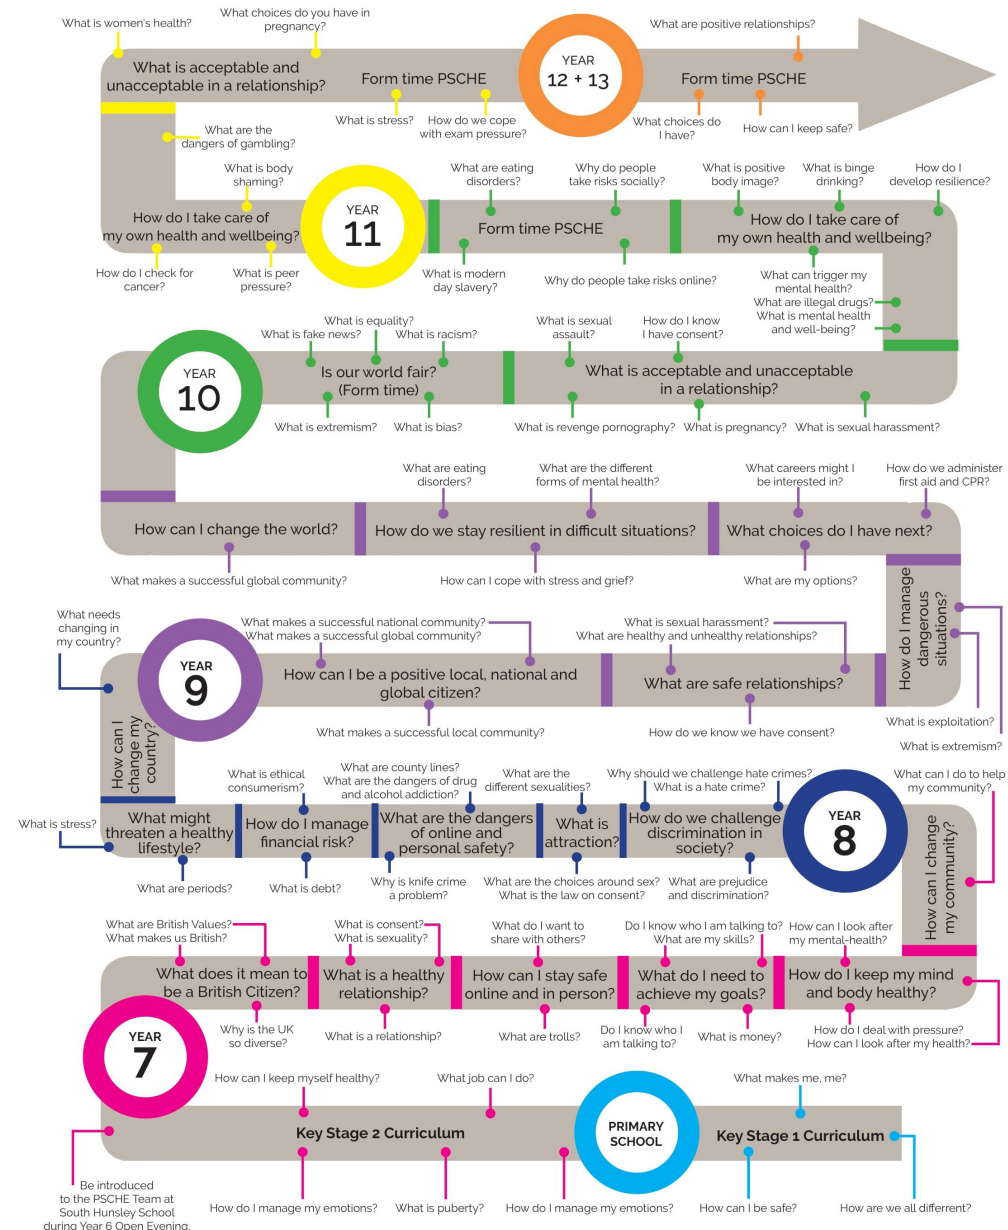 What is women's health?
What choices do you have in
pregnancy?
What are positive relationships?
What is acceptable and
unacceptable in a relationship?
Form time PSCHE
YEAR
12 + 13
Form time PSCHE
What is stress?
How do we cope
with exam pressure?
What choices do
I have?
How can I keep safe?
What are the
dangers of gambling?
What is body
shaming?
What are eating
disorders?
Why do people
take risks socially?
What is positive
body image?
What is binge
drinking?
How do I
develop resilience?
How do I take care of
my own health and wellbeing?
YEAR
11
Form time PSCHE
How do I take care of
my own health and wellbeing?
How do I check for
cancer?
What is peer
pressure?
What is modern
day slavery?
Why do people take risks online?
What can trigger my
mental health?
What are illegal drugs?
What is mental health
and well-being?
What is equality?
What is fake news?
What is racism?
What is sexual
assault?
How do I know
I have consent?
YEAR
10
Is our world fair?
(Form time)
What is acceptable and unacceptable
in a relationship?
What is extremism?
What is bias?
What is revenge pornography?
What is pregnancy?
What is sexual harassment?
What are eating
disorders?
What are the different
forms of mental health?
What careers might I
be interested in?
How do we administer
first aid and CPR?
How can I change the world?
How do we stay resilient in difficult situations?
What choices do I have next?
What makes a successful global community?
How can I cope with stress and grief?
What are my options?
How do I manage
dangerous
situations?
What needs
changing in
my country?
What makes a successful national community?
What makes a successful global community?
What is sexual harassment?
What are healthy and unhealthy relationships?
YEAR
9
How can I be a positive local, national and
global citizen?
What are safe relationships?
What is exploitation?
What is extremism?
What makes a successful local community?
How do we know we have consent?
How can I
change my
country?
What is ethical
consumerism?
What are county lines?
What are the dangers of drug
and alcohol addiction?
What are the
different sexualities?
Why should we challenge hate crimes?
What is a hate crime?
What can I do to help
my community?
What is stress?
What might
threaten a healthy
lifestyle?
How do I manage
financial risk?
What are the dangers
of online and
personal safety?
What is
attraction?
How do we challenge
discrimination in
society?
YEAR
8
What are periods?
What is debt?
Why is knife crime
a problem?
What are the choices around sex?
What is the law on consent?
What are prejudice
and discrimination?
How can I change
my community?
What are British Values?
What makes us British?
What is consent?
What is sexuality?
What do I want to
share with others?
Do I know who I am talking to?
What are my skills?
How can I look after
my mental-health?
What does it mean to
be a British Citizen?
What is a healthy
relationship?
How can I stay safe
online and in person?
What do I need to
achieve my goals?
How do I keep my mind
and body healthy?
YEAR
7
Why is the UK
so diverse?
What is a relationship?
What are trolls?
Do I know who I
am talking to?
What is money?
How do I deal with pressure?
How can I look after my health?
How can I keep myself healthy?
What job can I do?
What makes me, me?
Key Stage 2 Curriculum
PRIMARY
SCHOOL
Key Stage 1 Curriculum
Be introduced
to the PSCHE Team at
South Hunsley School
during Year 6 Open Evening.
How do I manage my emotions?
What is puberty?
How do I manage my emotions?
How can I be safe?
How are we all diferrent?